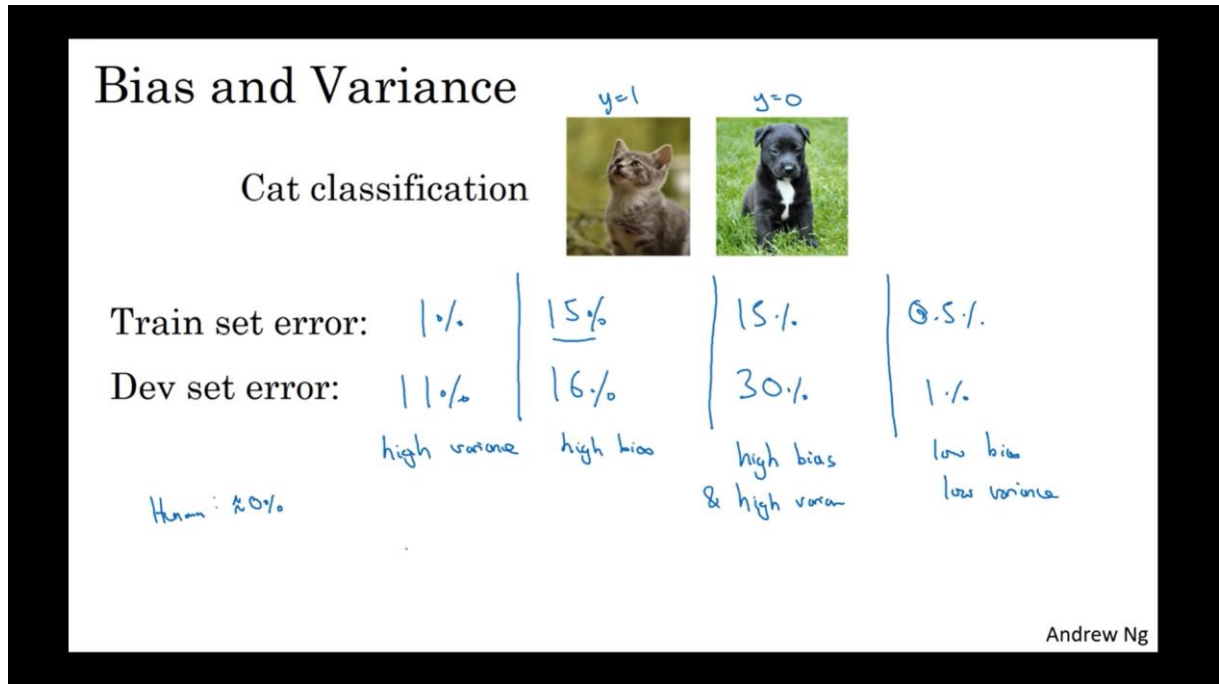 Bias and Variance
y=1 y=0
Cat classification
Train set error: 1% 15% 15% 0.5%
Dev set error: 11% 16% 30% 1%
high variance high bias high bias low bias
& high varian low variance
Human: ≈0%
Andrew Ng